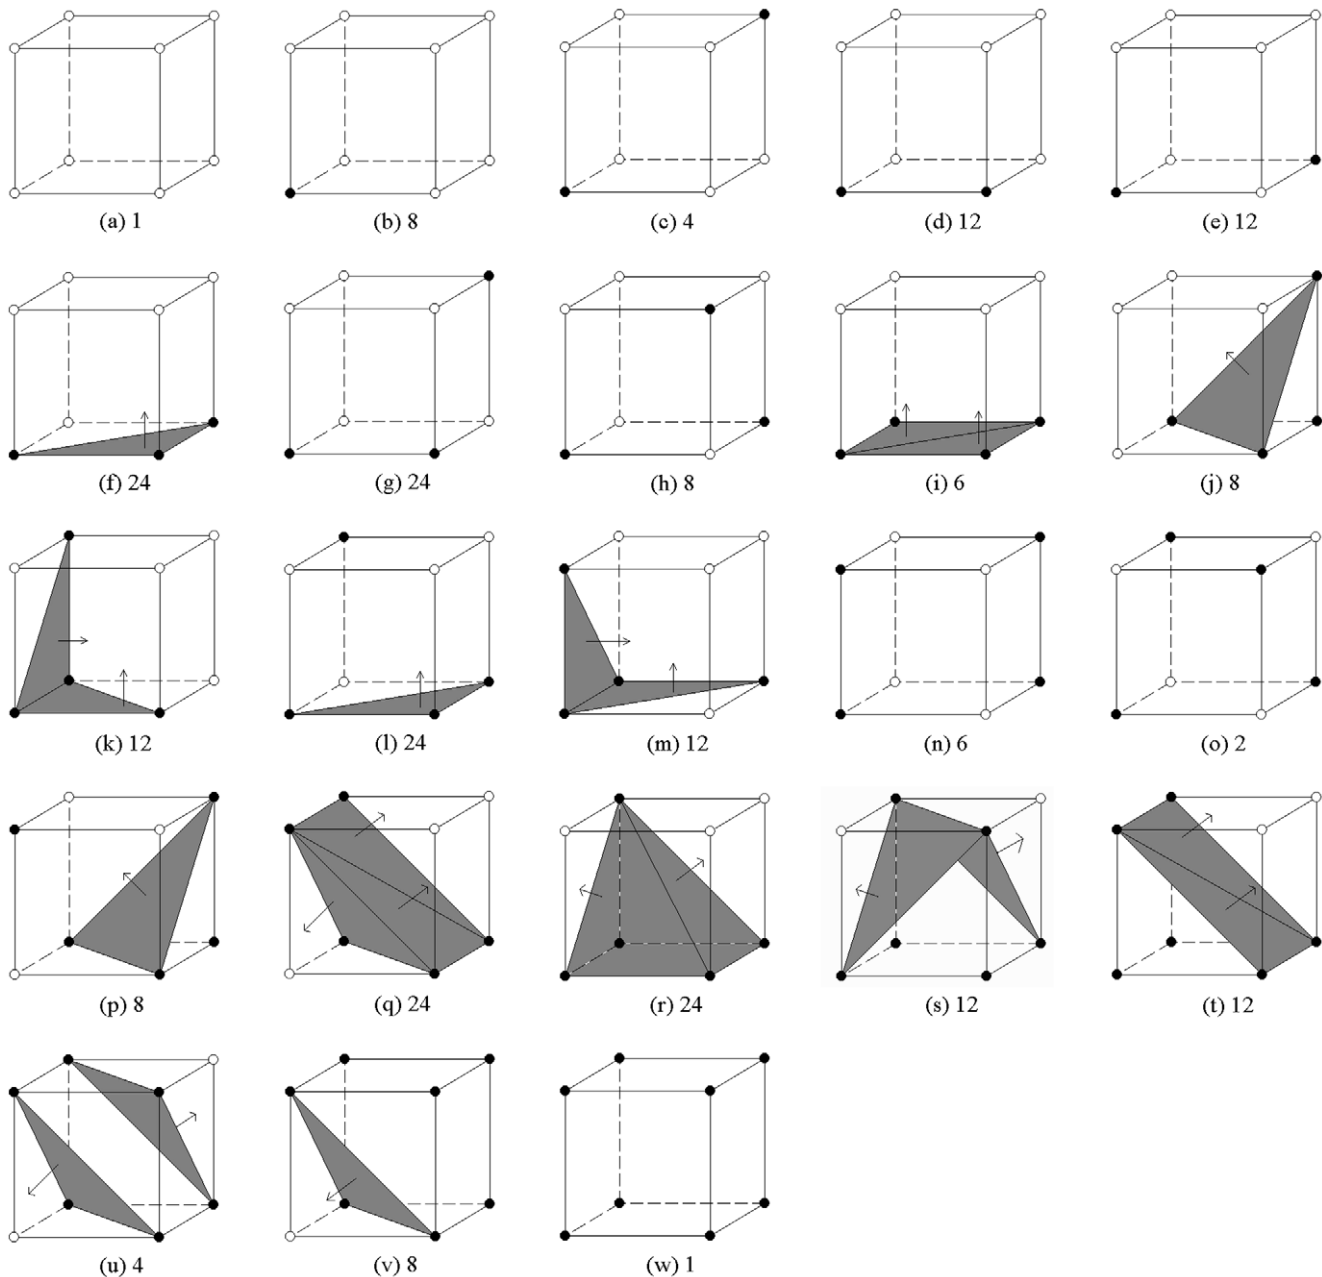 (a) 1 (b) 8 (c) 4 (d) 12 (e) 12
(f) 24 (g) 24 (h) 8 (i) 6 (j) 8
(k) 12 (l) 24 (m) 12 (n) 6 (o) 2
(p) 8 (q) 24 (r) 24 (s) 12 (t) 12
(u) 4 (v) 8 (w) 1